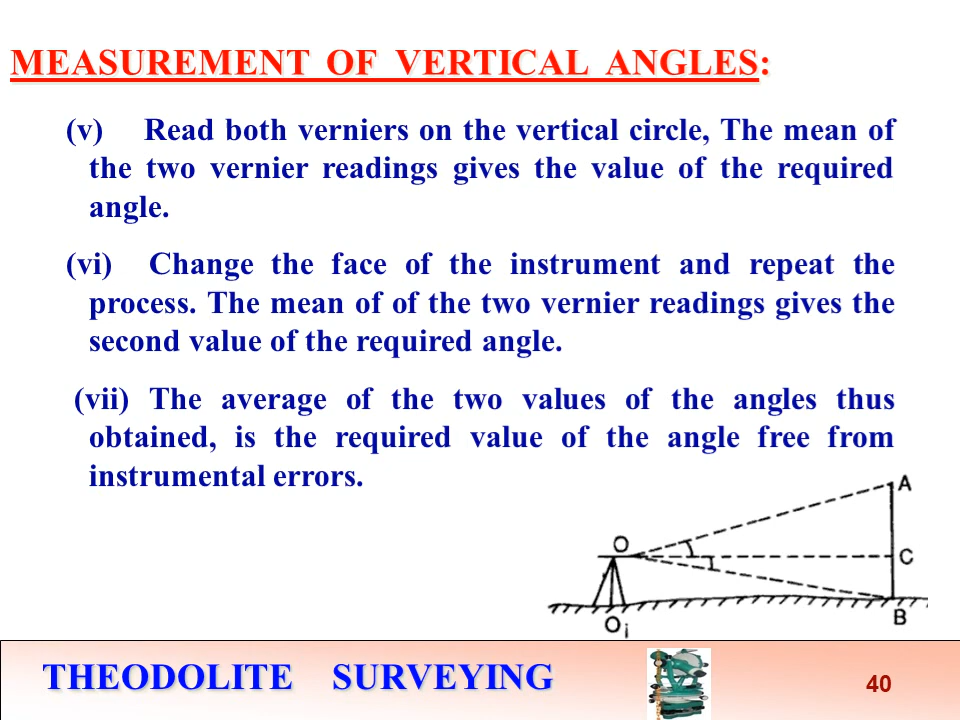 MEASUREMENT OF VERTICAL ANGLES:
(v) Read both verniers on the vertical circle, The mean of
the two vernier readings gives the value of the required
angle.
(vi) Change the face of the instrument and repeat the
process. The mean of of the two vernier readings gives the
second value of the required angle.
(vii) The average of the two values of the angles thus
obtained, is the required value of the angle free from
instrumental errors.
A
O
C
B
O₁
THEODOLITE SURVEYING
40